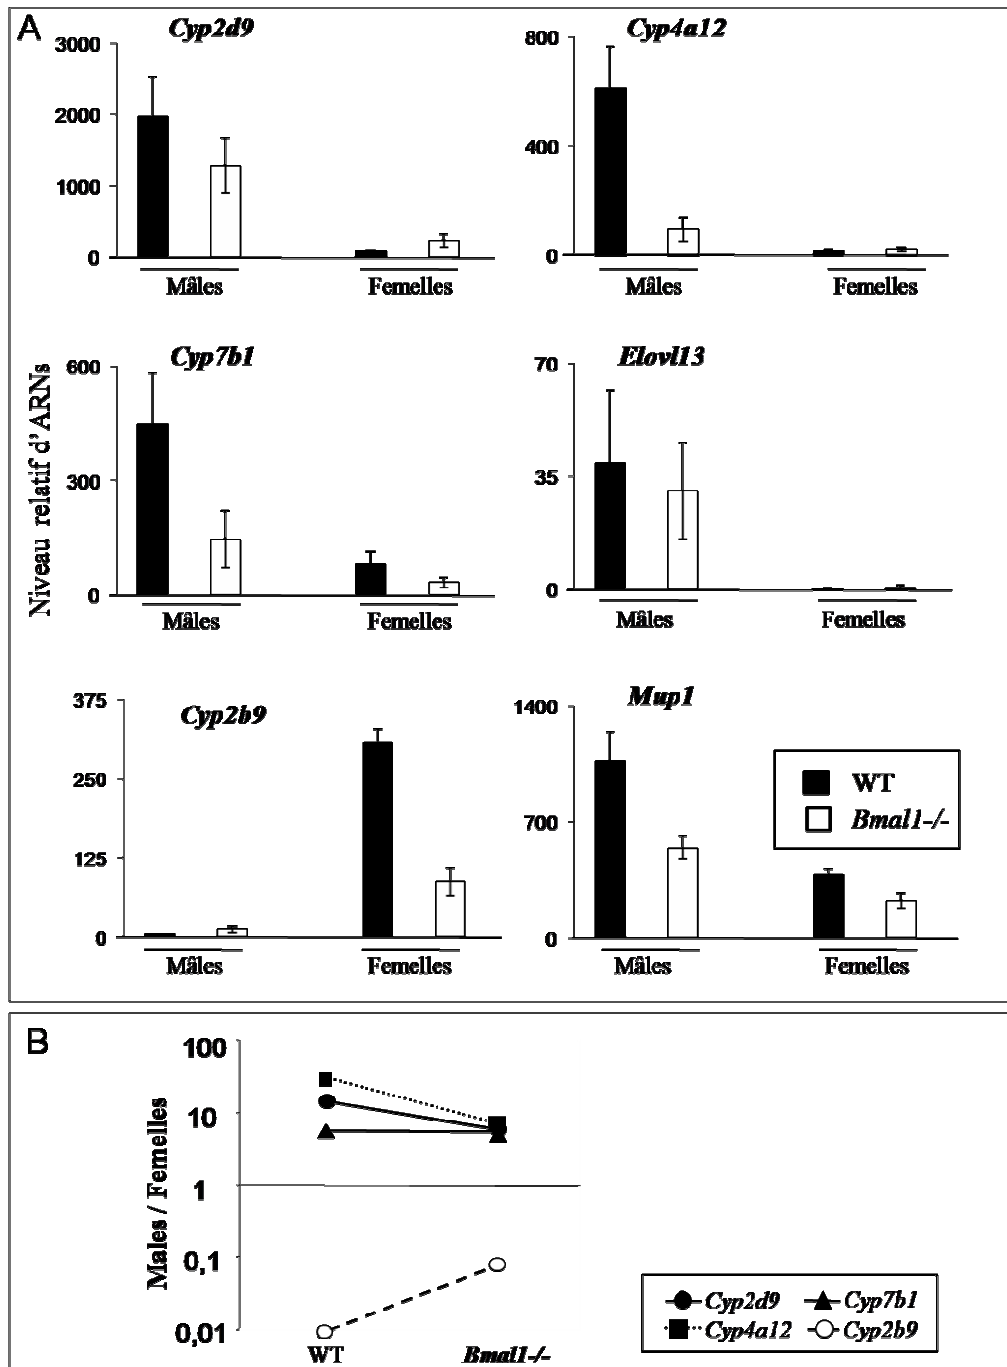 A
Cyp2d9
3000
2000
1000
0
Mâles
Femelles
Cyp4a12
800
400
0
Mâles
Femelles
Niveau relatif d'ARNs
Cyp7b1
600
300
0
Mâles
Femelles
Elovl13
70
35
0
Mâles
Femelles
Cyp2b9
375
250
125
0
Mâles
Femelles
Mup1
1400
700
0
Mâles
Femelles
WT
Bmal1-/-
B
Males / Femelles
100
10
1
0,1
0,01
WT
Bmal1-/-
Cyp2d9
Cyp7b1
Cyp4a12
Cyp2b9